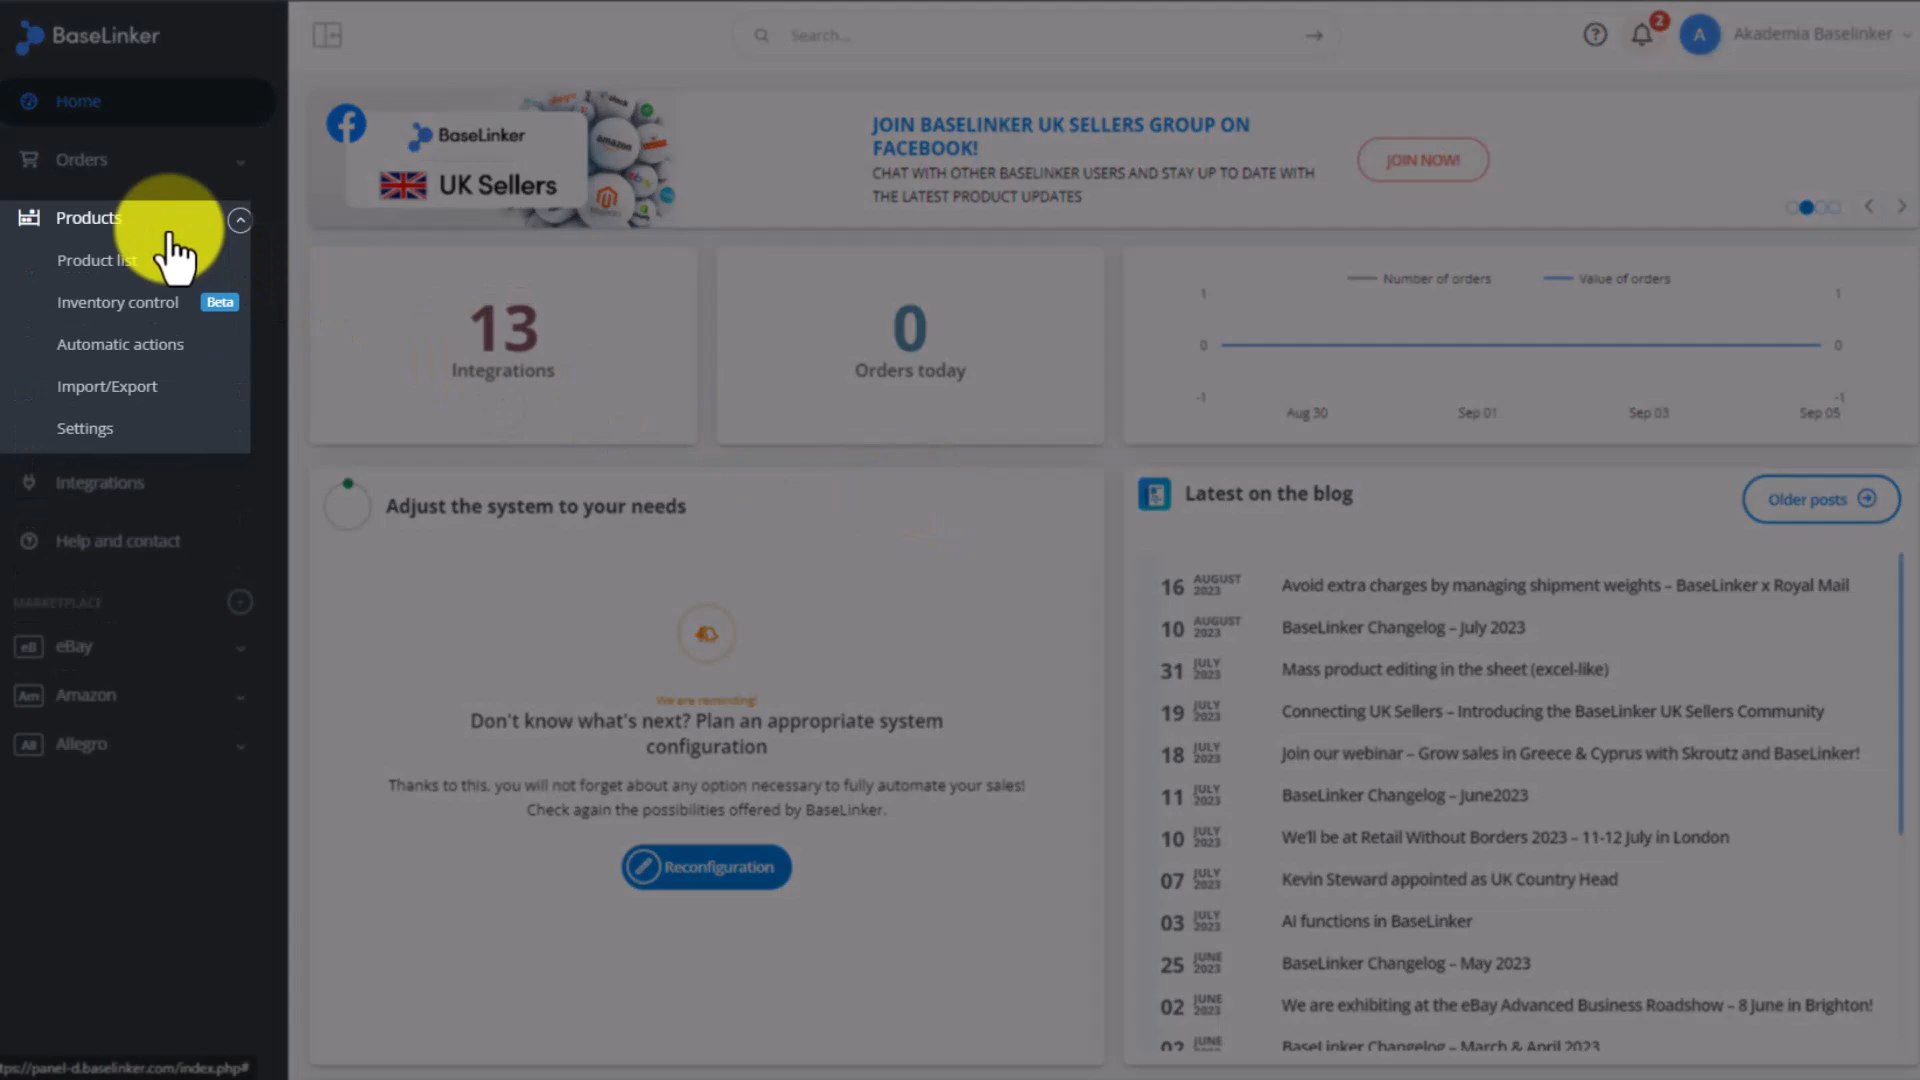 BaseLinker
Search...
2
A
Akademia Baselinker
Home
Orders
Products
Product list
Inventory control Beta
Automatic actions
Import/Export
Settings
Integrations
Help and contact
MARKETPLACE
eB eBay
Am Amazon
All Allegro
tps://panel-d.baselinker.com/index.php#
BaseLinker
UK Sellers
amazon
JOIN BASELINKER UK SELLERS GROUP ON
FACEBOOK!
CHAT WITH OTHER BASELINKER USERS AND STAY UP TO DATE WITH
THE LATEST PRODUCT UPDATES
JOIN NOW!
13
Integrations
0
Orders today
Number of orders Value of orders
1 1
0 0
-1 -1
Aug 30 Sep 01 Sep 03 Sep 05
Adjust the system to your needs
We are reminding!
Don't know what's next? Plan an appropriate system
configuration
Thanks to this, you will not forget about any option necessary to fully automate your sales!
Check again the possibilities offered by BaseLinker.
Reconfiguration
Latest on the blog
Older posts
16 AUGUST 2023 Avoid extra charges by managing shipment weights – BaseLinker x Royal Mail
10 AUGUST 2023 BaseLinker Changelog – July 2023
31 JULY 2023 Mass product editing in the sheet (excel-like)
19 JULY 2023 Connecting UK Sellers – Introducing the BaseLinker UK Sellers Community
18 JULY 2023 Join our webinar – Grow sales in Greece & Cyprus with Skroutz and BaseLinker!
11 JULY 2023 BaseLinker Changelog – June2023
10 JULY 2023 We'll be at Retail Without Borders 2023 – 11-12 July in London
07 JULY 2023 Kevin Steward appointed as UK Country Head
03 JULY 2023 AI functions in BaseLinker
25 JUNE 2023 BaseLinker Changelog – May 2023
02 JUNE 2023 We are exhibiting at the eBay Advanced Business Roadshow – 8 June in Brighton!
02 JUNE BaseLinker Changelog – March & April 2023